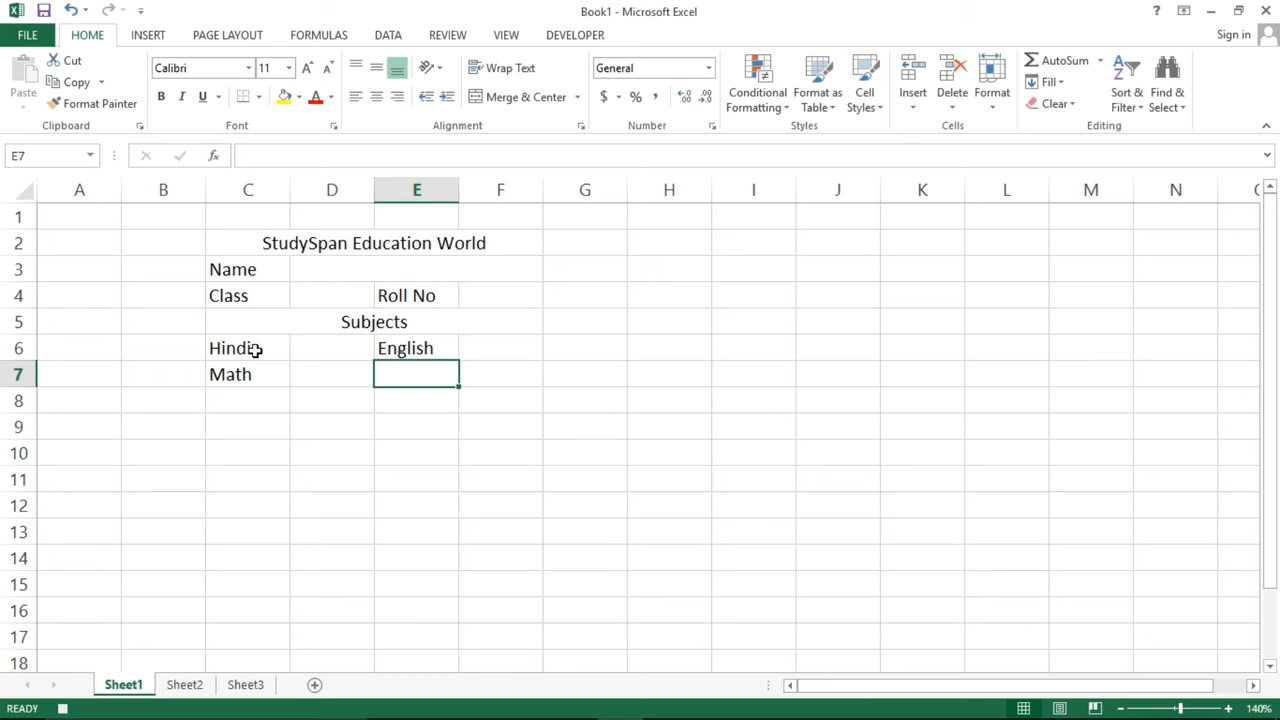 Book1 - Microsoft Excel
?
FILE HOME INSERT PAGE LAYOUT FORMULAS DATA REVIEW VIEW DEVELOPER Sign in
Paste Cut Copy Format Painter
Clipboard
Calibri 11 A A
B I U A
Font
Wrap Text
Merge & Center
Alignment
General
$ % ,
Number
Conditional Formatting
Format as Table
Cell Styles
Styles
Insert Delete Format
Cells
AutoSum
Fill
Clear
Sort & Filter
Find & Select
Editing
E7 fx
A B C D E F G H I J K L M N
1
2 StudySpan Education World
3 Name
4 Class Roll No
5 Subjects
6 Hindi English
7 Math
8
9
10
11
12
13
14
15
16
17
18
Sheet1 Sheet2 Sheet3
READY 140%